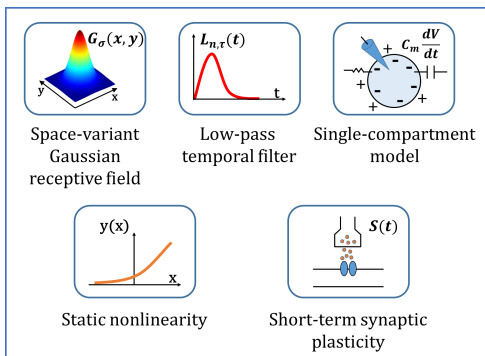 G_σ(x, y)
y
x
L_{n,τ}(t)
t
C_m dV/dt
+
+
+
+
+
Space-variant
Gaussian
receptive field
Low-pass
temporal filter
Single-compartment
model
y(x)
x
S(t)
Static nonlinearity
Short-term synaptic
plasticity